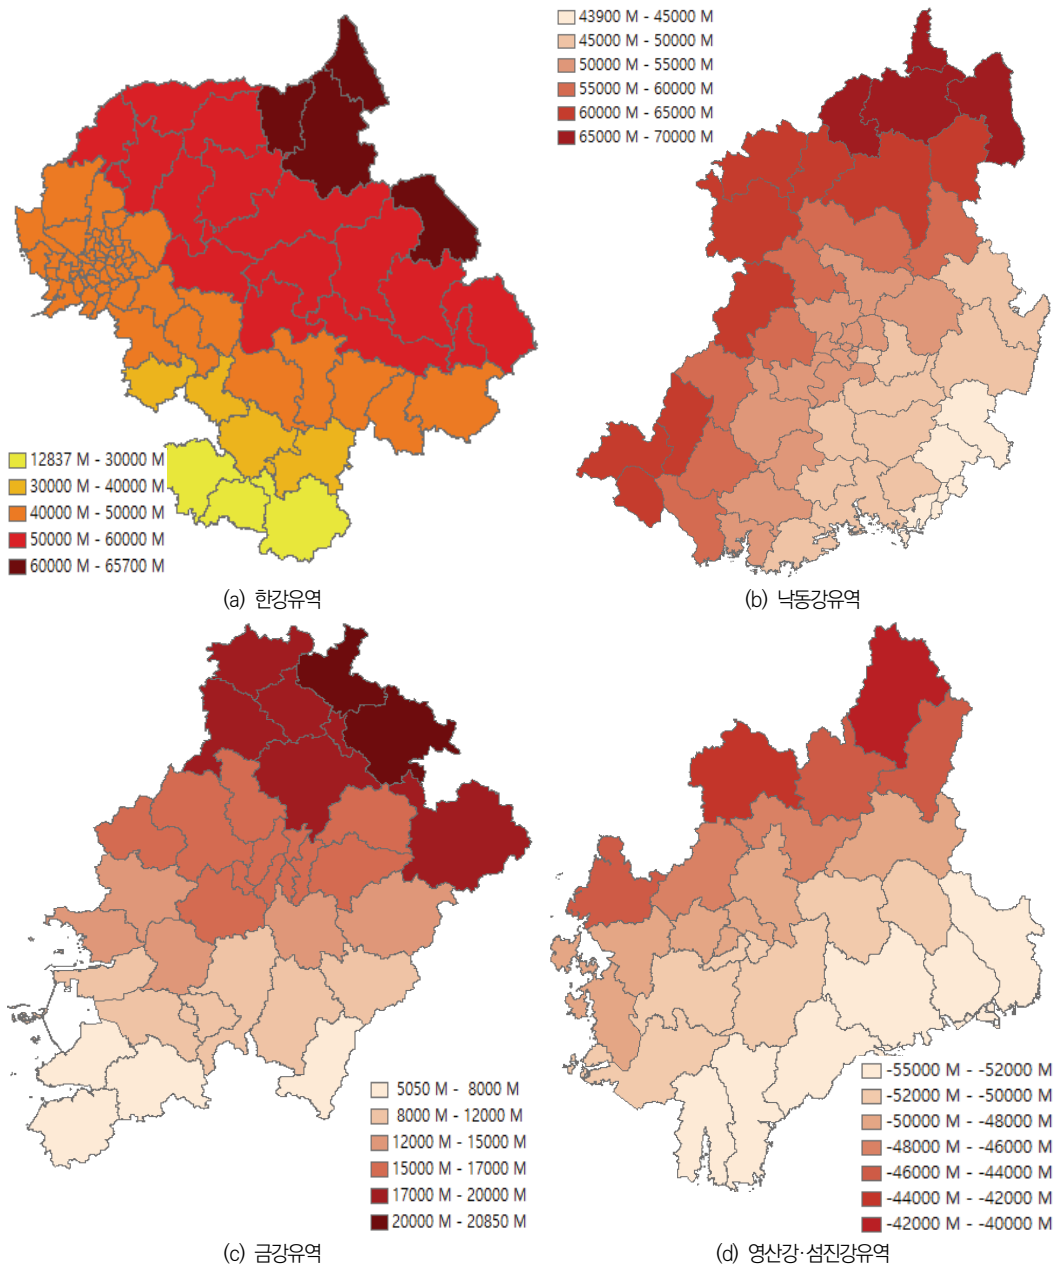 43900 M - 45000 M
45000 M - 50000 M
50000 M - 55000 M
55000 M - 60000 M
60000 M - 65000 M
65000 M - 70000 M
12837 M - 30000 M
30000 M - 40000 M
40000 M - 50000 M
50000 M - 60000 M
60000 M - 65700 M
(a) 한강유역
(b) 낙동강유역
5050 M - 8000 M
8000 M - 12000 M
12000 M - 15000 M
15000 M - 17000 M
17000 M - 20000 M
20000 M - 20850 M
-55000 M - -52000 M
-52000 M - -50000 M
-50000 M - -48000 M
-48000 M - -46000 M
-46000 M - -44000 M
-44000 M - -42000 M
-42000 M - -40000 M
(c) 금강유역
(d) 영산강·섬진강유역